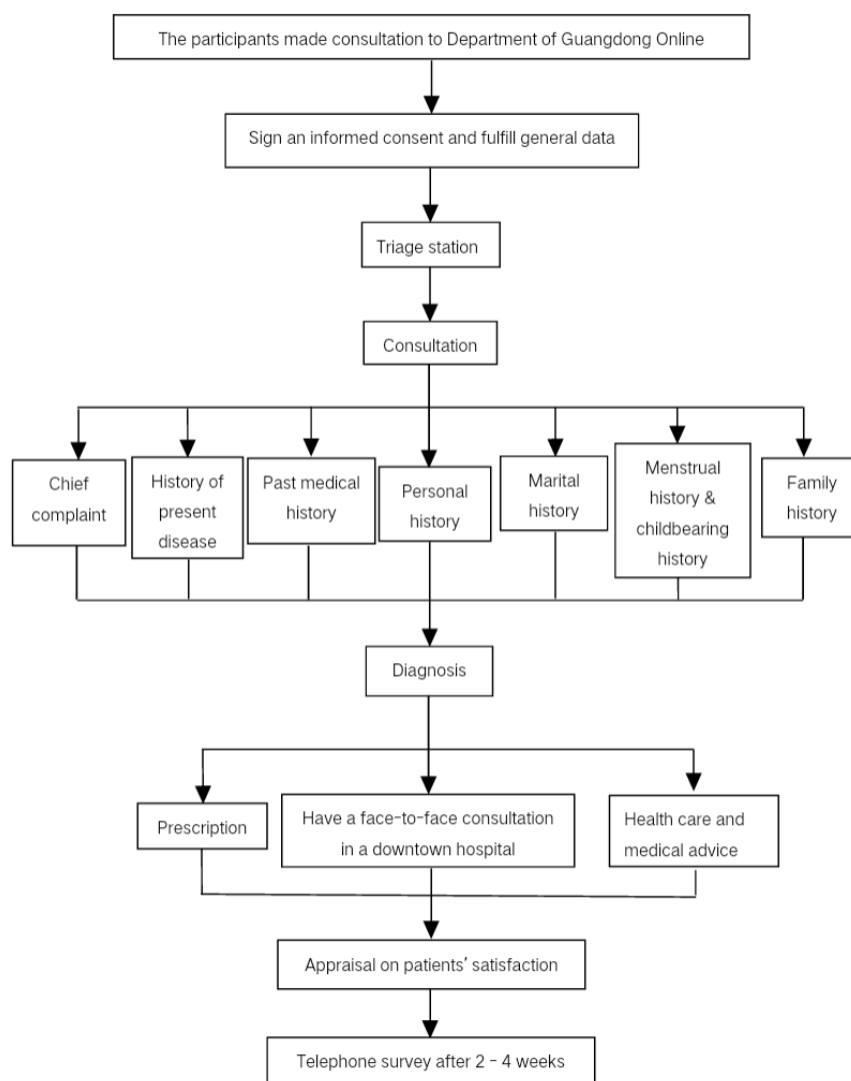 The participants made consultation to Department of Guangdong Online
Sign an informed consent and fulfill general data
Triage station
Consultation
Chief
complaint
History of
present
disease
Past medical
history
Personal
history
Marital
history
Menstrual
history &
childbearing
history
Family
history
Diagnosis
Prescription
Have a face-to-face consultation
in a downtown hospital
Health care and
medical advice
Appraisal on patients’ satisfaction
Telephone survey after 2 - 4 weeks